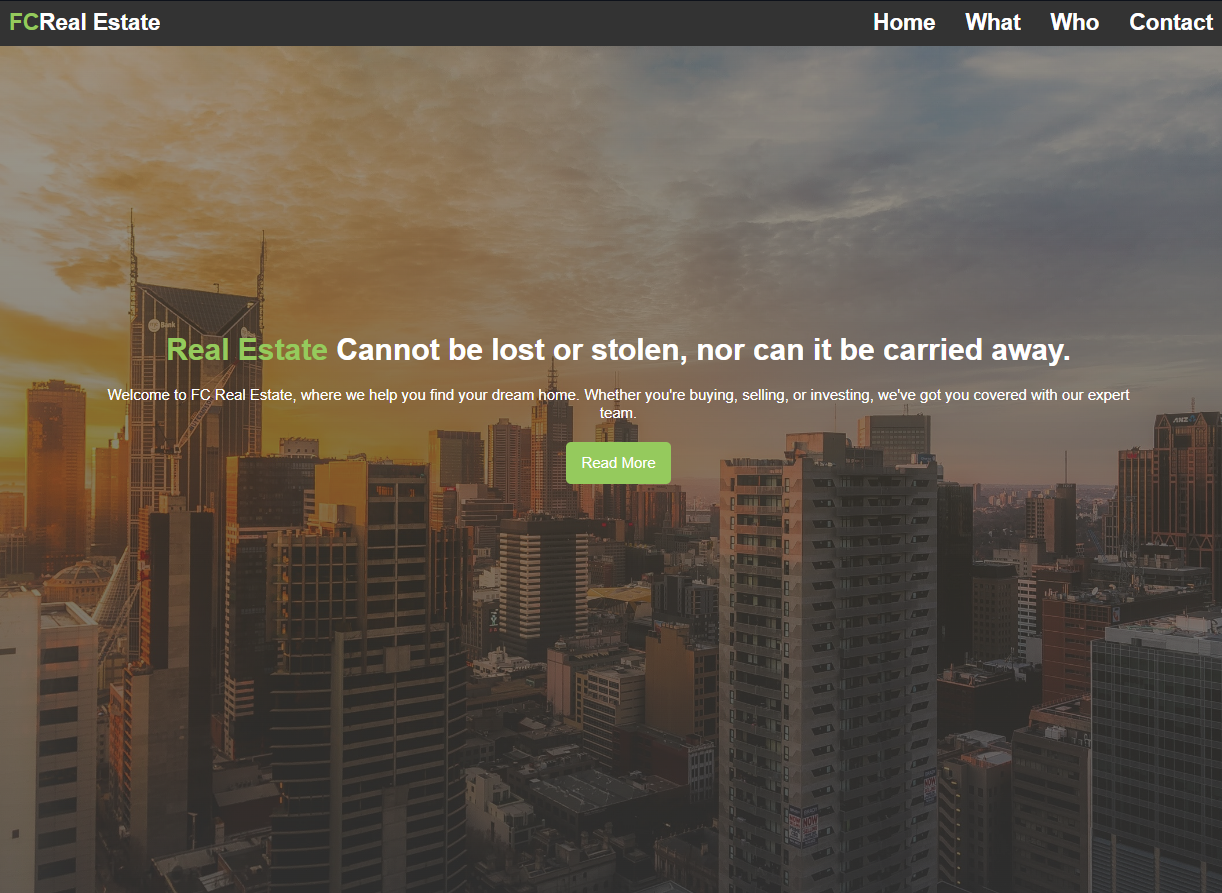 FCReal Estate
Home What Who Contact
Bank
Real Estate Cannot be lost or stolen, nor can it be carried away.
Welcome to FC Real Estate, where we help you find your dream home. Whether you're buying, selling, or investing, we've got you covered with our expert
team.
ANZ
Read More